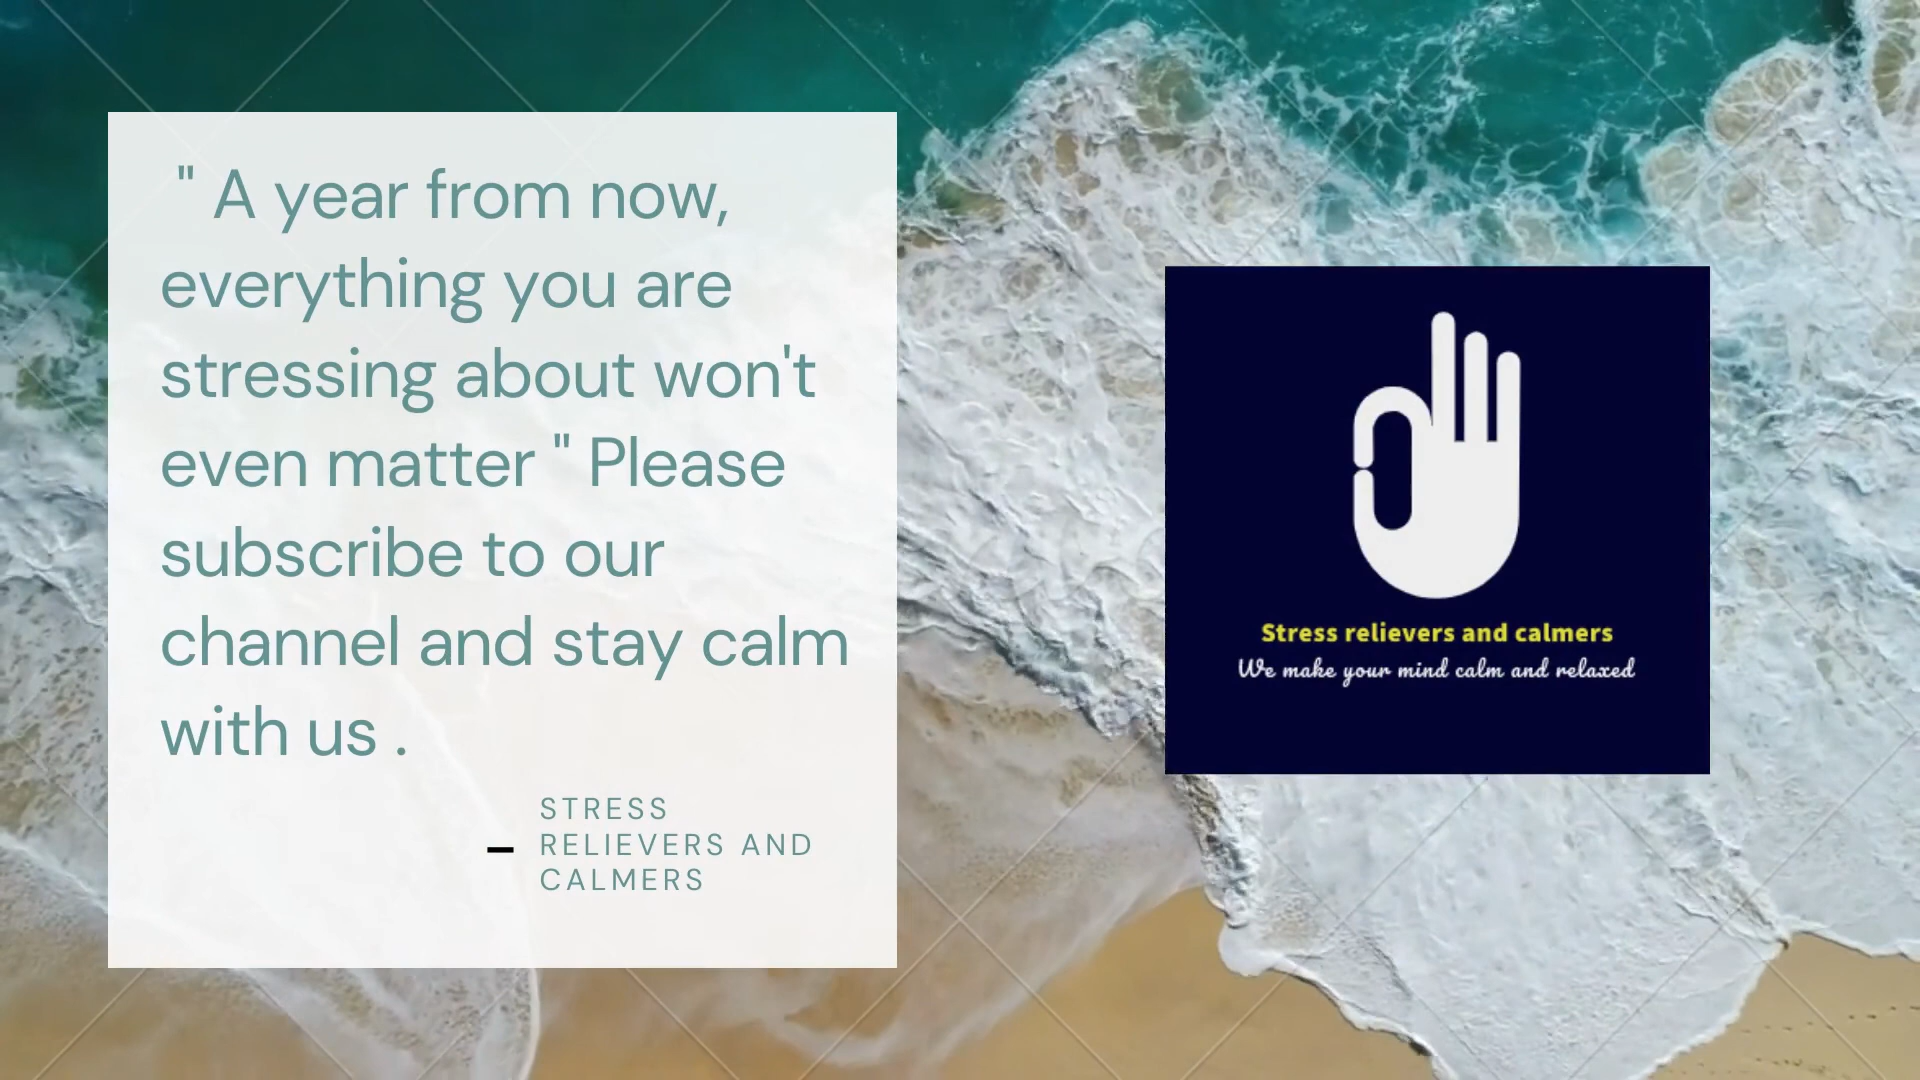 " A year from now,
everything you are
stressing about won't
even matter " Please
subscribe to our
channel and stay calm
with us .
STRESS
– RELIEVERS AND
CALMERS
Stress relievers and calmers
We make your mind calm and relaxed